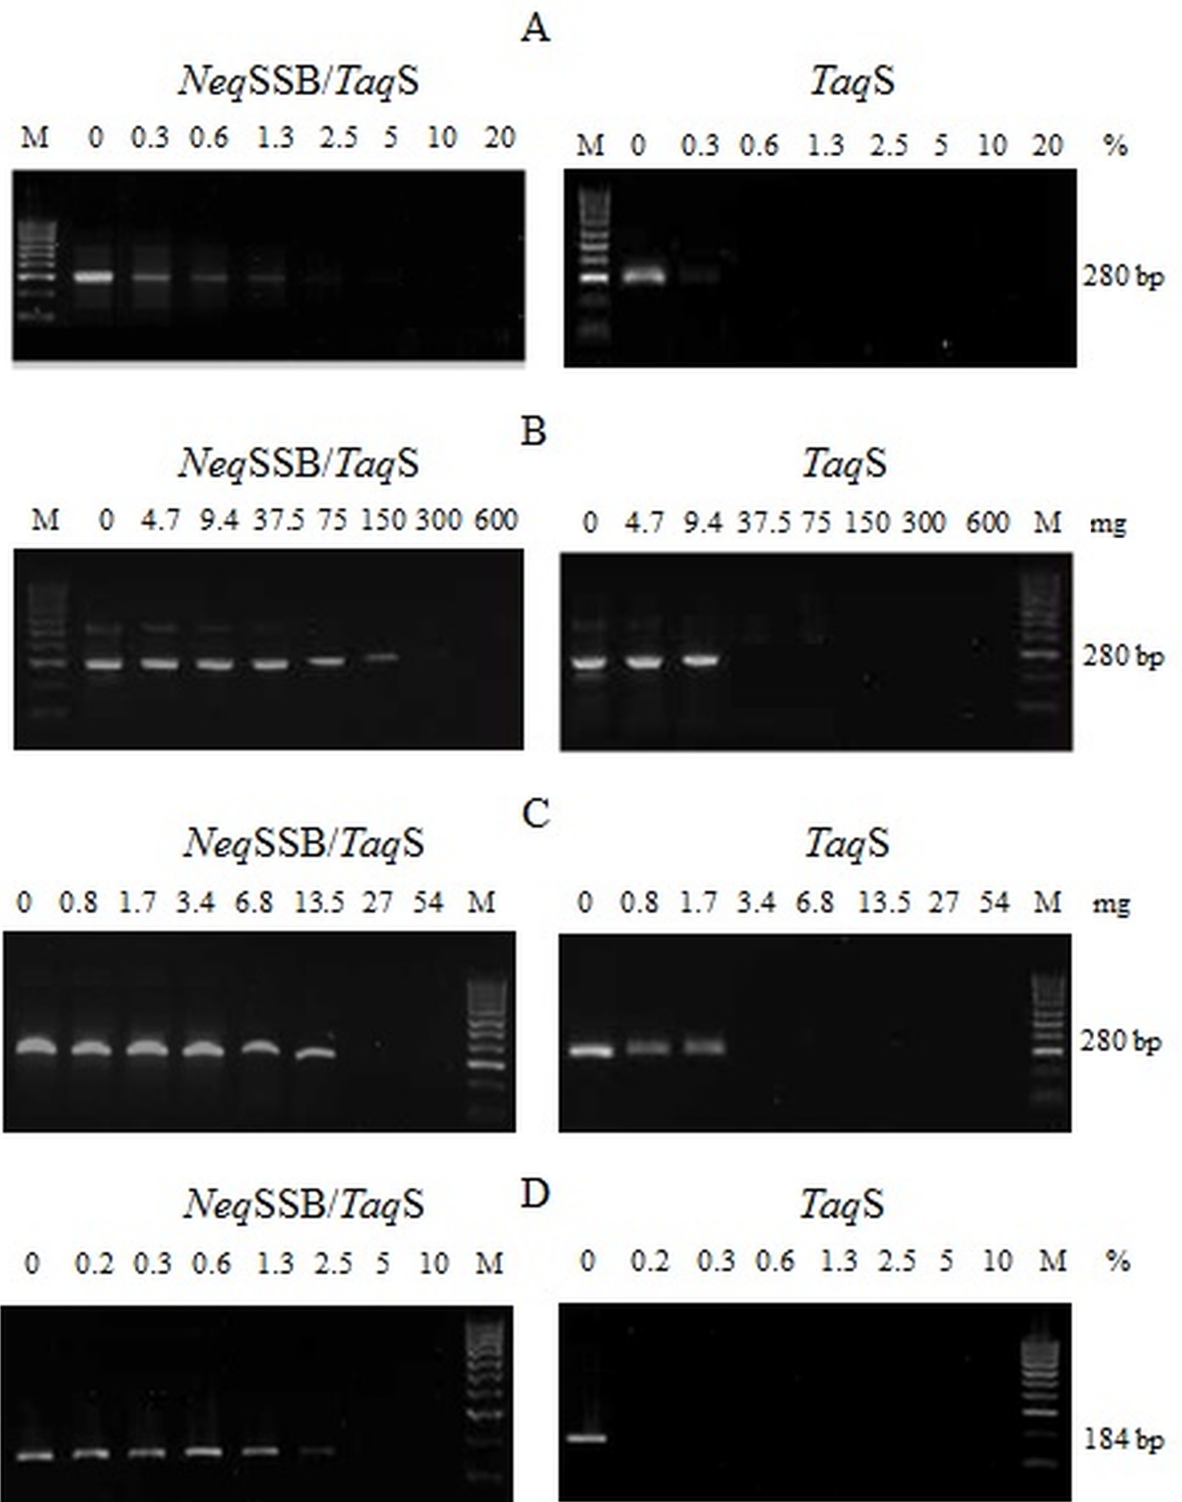 A
NeqSSB/TaqS TaqS
M 0 0.3 0.6 1.3 2.5 5 10 20
M 0 0.3 0.6 1.3 2.5 5 10 20 %
280 bp
B
NeqSSB/TaqS TaqS
M 0 4.7 9.4 37.5 75 150 300 600
0 4.7 9.4 37.5 75 150 300 600 M mg
280 bp
C
NeqSSB/TaqS TaqS
0 0.8 1.7 3.4 6.8 13.5 27 54 M
0 0.8 1.7 3.4 6.8 13.5 27 54 M mg
280 bp
D
NeqSSB/TaqS TaqS
0 0.2 0.3 0.6 1.3 2.5 5 10 M
0 0.2 0.3 0.6 1.3 2.5 5 10 M %
184 bp